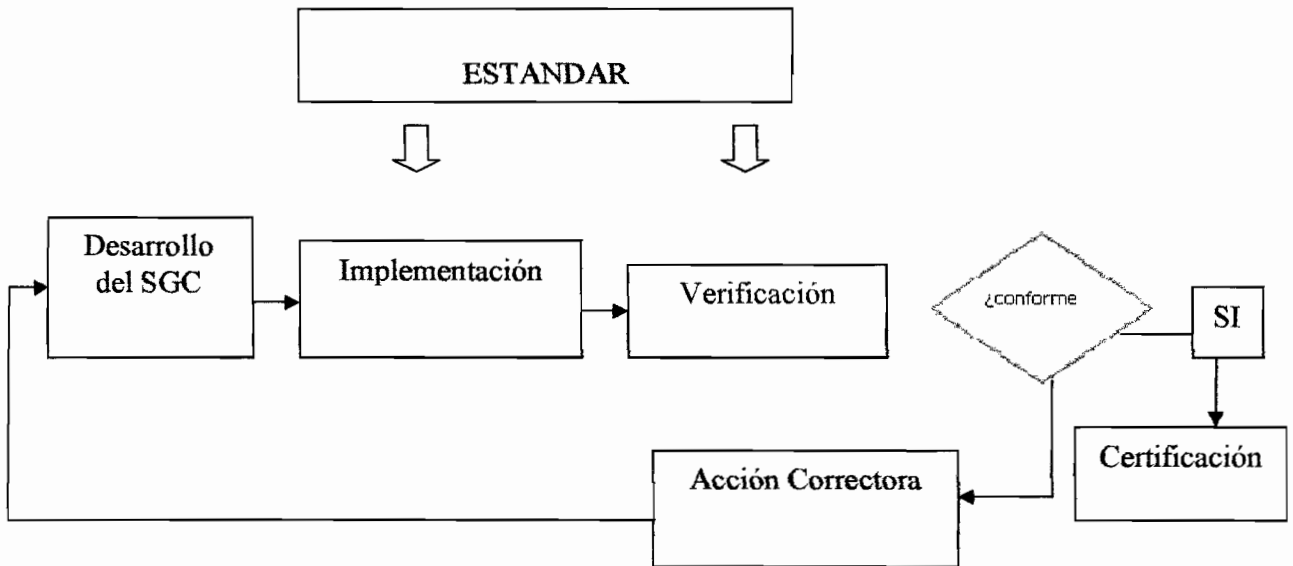 ESTANDAR
Desarrollo
del SGC
Implementación
Verificación
¿conforme
SI
Certificación
Acción Correctora